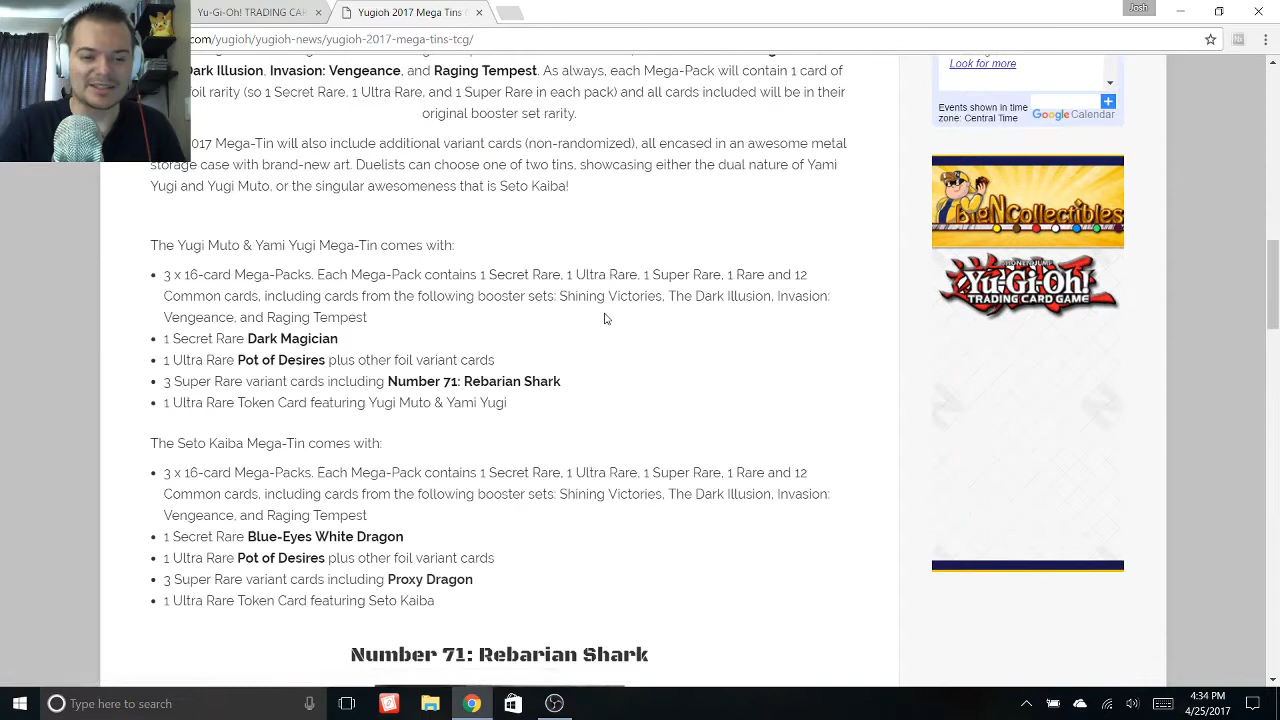 Yu-Gi-Oh! TRADING CAR
Yugioh 2017 Mega Tins
Josh
com/yugioh/yugioh-news/yugioh-2017-mega-tins-tcg/
Dark Illusion, Invasion: Vengeance, and Raging Tempest. As always, each Mega-Pack will contain 1 card of
foil rarity (so 1 Secret Rare, 1 Ultra Rare, and 1 Super Rare in each pack) and all cards included will be in their
original booster set rarity.
2017 Mega-Tin will also include additional variant cards (non-randomized), all encased in an awesome metal
storage case with brand-new art. Duelists can choose one of two tins, showcasing either the dual nature of Yami
Yugi and Yugi Muto, or the singular awesomeness that is Seto Kaiba!
The Yugi Muto & Yami Yugi Mega-Tin comes with:
• 3 x 16-card Mega-Packs. Each Mega-Pack contains 1 Secret Rare, 1 Ultra Rare, 1 Super Rare, 1 Rare and 12
Common cards, including cards from the following booster sets: Shining Victories, The Dark Illusion, Invasion:
Vengeance, and Raging Tempest
• 1 Secret Rare Dark Magician
• 1 Ultra Rare Pot of Desires plus other foil variant cards
• 3 Super Rare variant cards including Number 71: Rebarian Shark
• 1 Ultra Rare Token Card featuring Yugi Muto & Yami Yugi
The Seto Kaiba Mega-Tin comes with:
• 3 x 16-card Mega-Packs. Each Mega-Pack contains 1 Secret Rare, 1 Ultra Rare, 1 Super Rare, 1 Rare and 12
Common cards, including cards from the following booster sets: Shining Victories, The Dark Illusion, Invasion:
Vengeance, and Raging Tempest
• 1 Secret Rare Blue-Eyes White Dragon
• 1 Ultra Rare Pot of Desires plus other foil variant cards
• 3 Super Rare variant cards including Proxy Dragon
• 1 Ultra Rare Token Card featuring Seto Kaiba
Number 71: Rebarian Shark
Look for more
Events shown in time
zone: Central Time
Google Calendar
BigNCollectibles
SHONEN JUMP
Yu-Gi-Oh!
TRADING CARD GAME
Type here to search
4:34 PM
4/25/2017